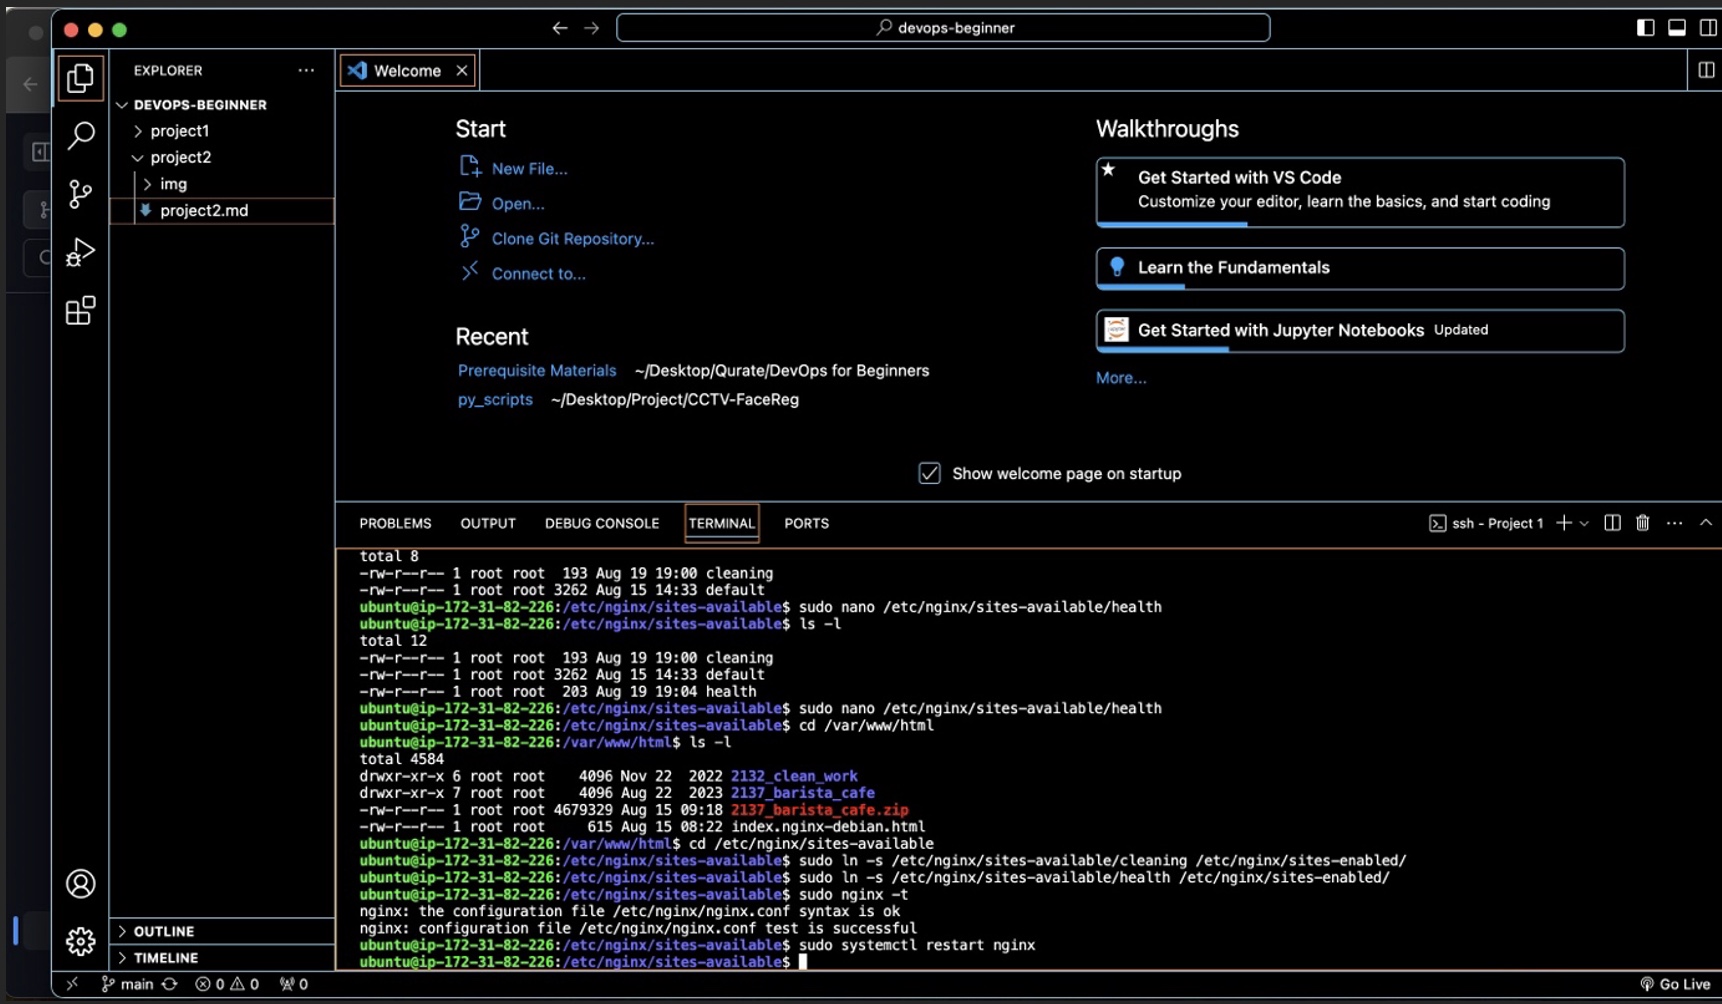 devops-beginner
EXPLORER
Welcome
DEVOPS-BEGINNER
project1
project2
img
project2.md
Start
New File...
Open...
Clone Git Repository...
Connect to...
Recent
Prerequisite Materials ~/Desktop/Qurate/DevOps for Beginners
py_scripts ~/Desktop/Project/CCTV-FaceReg
Walkthroughs
Get Started with VS Code
Customize your editor, learn the basics, and start coding
Learn the Fundamentals
Get Started with Jupyter Notebooks Updated
More...
Show welcome page on startup
PROBLEMS OUTPUT DEBUG CONSOLE TERMINAL PORTS
ssh - Project 1
total 8
-rw-r--r-- 1 root root  193 Aug 19 19:00 cleaning
-rw-r--r-- 1 root root 3262 Aug 15 14:33 default
ubuntu@ip-172-31-82-226:/etc/nginx/sites-available$ sudo nano /etc/nginx/sites-available/health
ubuntu@ip-172-31-82-226:/etc/nginx/sites-available$ ls -l
total 12
-rw-r--r-- 1 root root  193 Aug 19 19:00 cleaning
-rw-r--r-- 1 root root 3262 Aug 15 14:33 default
-rw-r--r-- 1 root root  203 Aug 19 19:04 health
ubuntu@ip-172-31-82-226:/etc/nginx/sites-available$ sudo nano /etc/nginx/sites-available/health
ubuntu@ip-172-31-82-226:/etc/nginx/sites-available$ cd /var/www/html
ubuntu@ip-172-31-82-226:/var/www/html$ ls -l
total 4584
drwxr-xr-x 6 root root    4096 Nov 22  2022 2132_clean_work
drwxr-xr-x 7 root root    4096 Aug 22  2023 2137_barista_cafe
-rw-r--r-- 1 root root 4679329 Aug 15 09:18 2137_barista_cafe.zip
-rw-r--r-- 1 root root     615 Aug 15 08:22 index.nginx-debian.html
ubuntu@ip-172-31-82-226:/var/www/html$ cd /etc/nginx/sites-available
ubuntu@ip-172-31-82-226:/etc/nginx/sites-available$ sudo ln -s /etc/nginx/sites-available/cleaning /etc/nginx/sites-enabled/
ubuntu@ip-172-31-82-226:/etc/nginx/sites-available$ sudo ln -s /etc/nginx/sites-available/health /etc/nginx/sites-enabled/
ubuntu@ip-172-31-82-226:/etc/nginx/sites-available$ sudo nginx -t
nginx: the configuration file /etc/nginx/nginx.conf syntax is ok
nginx: configuration file /etc/nginx/nginx.conf test is successful
ubuntu@ip-172-31-82-226:/etc/nginx/sites-available$ sudo systemctl restart nginx
ubuntu@ip-172-31-82-226:/etc/nginx/sites-available$
OUTLINE
TIMELINE
main 0 0 0 Go Live